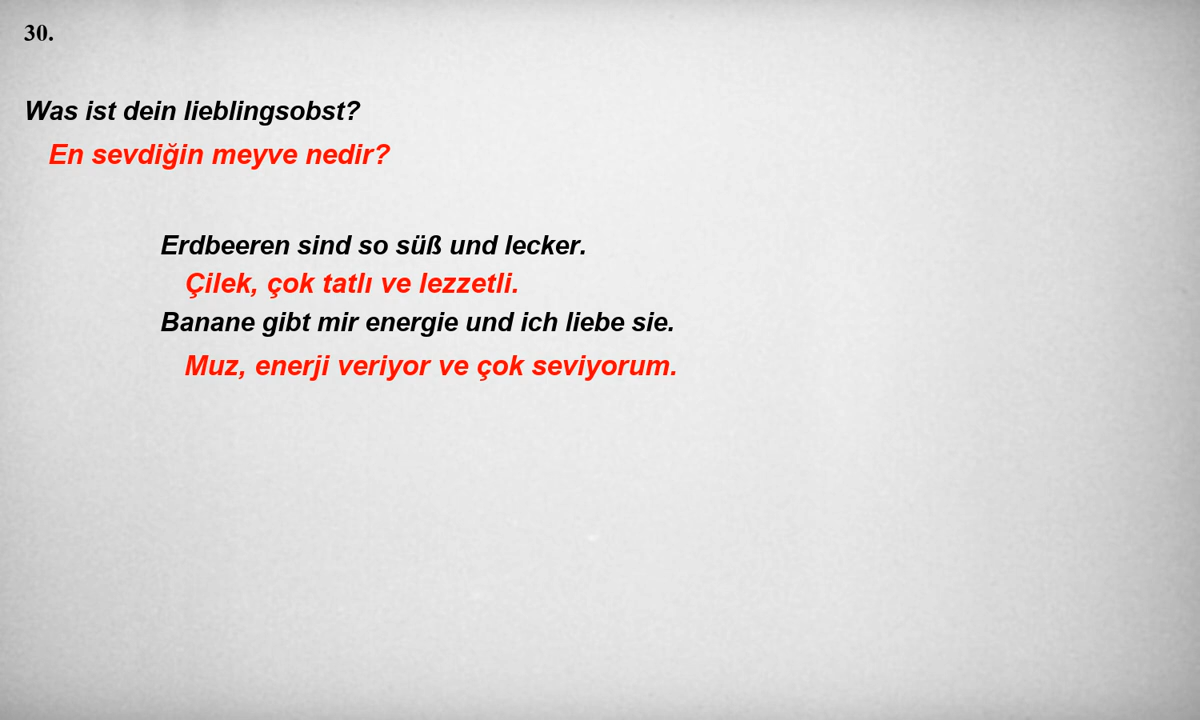 30.
Was ist dein lieblingsobst?
En sevdiğin meyve nedir?
Erdbeeren sind so süß und lecker.
Çilek, çok tatlı ve lezzetli.
Banane gibt mir energie und ich liebe sie.
Muz, enerji veriyor ve çok seviyorum.